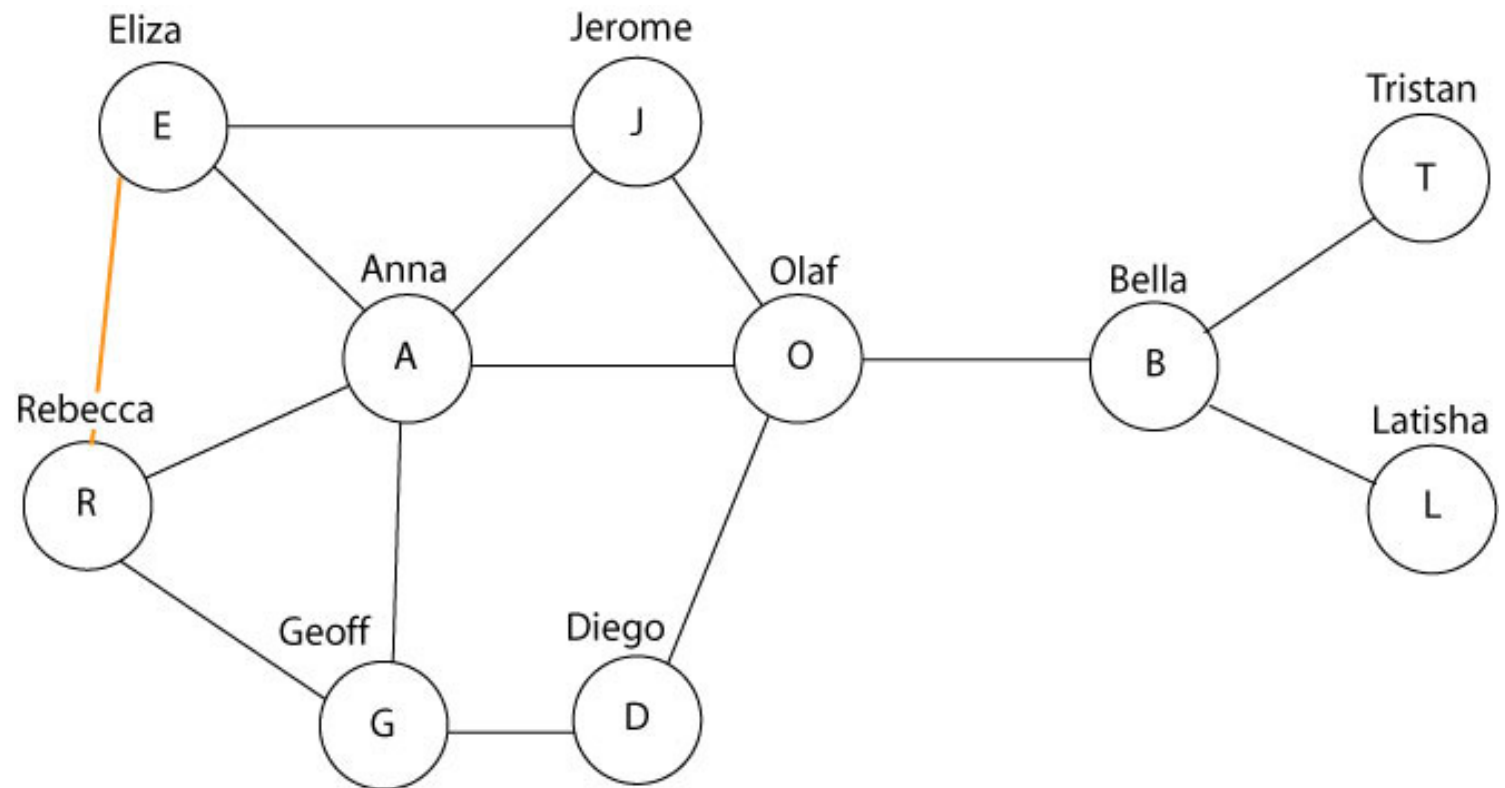 Eliza
Jerome
E
J
Tristan
T
Anna
Olaf
Bella
A
O
B
Rebecca
R
Latisha
L
Geoff
Diego
G
D